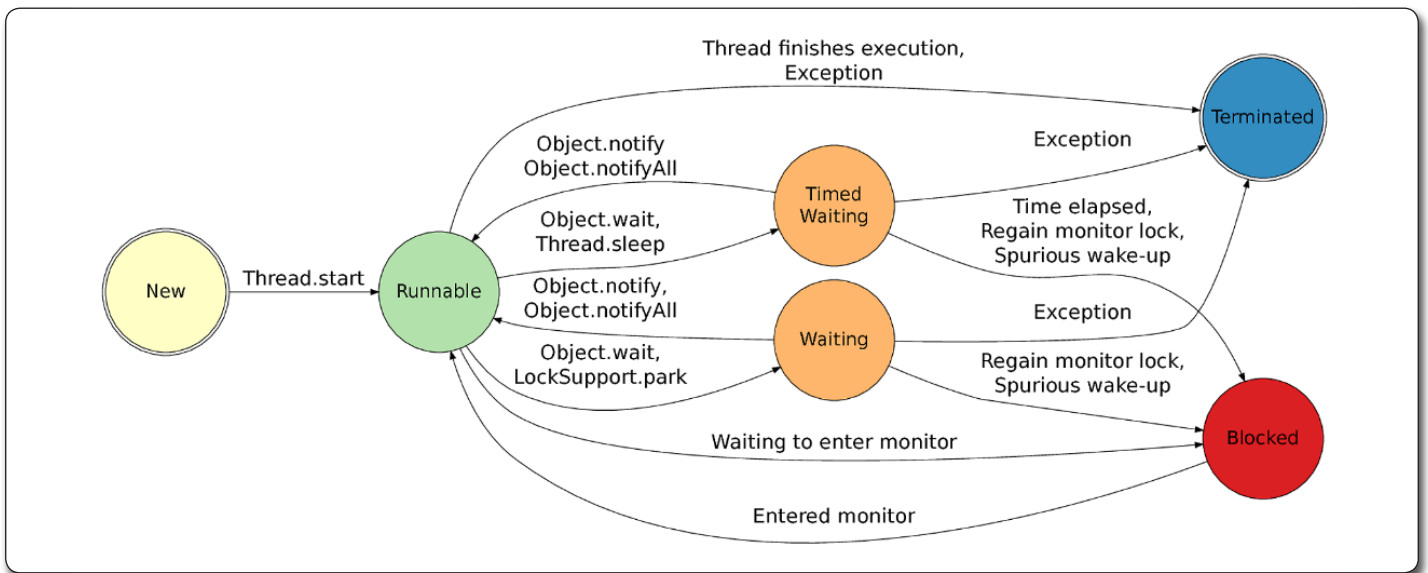 Thread finishes execution,
Exception
Terminated
Object.notify
Object.notifyAll
Exception
Timed
Waiting
Object.wait,
Thread.sleep
Time elapsed,
Regain monitor lock,
Spurious wake-up
New
Thread.start
Runnable
Object.notify,
Object.notifyAll
Waiting
Exception
Object.wait,
LockSupport.park
Regain monitor lock,
Spurious wake-up
Waiting to enter monitor
Blocked
Entered monitor